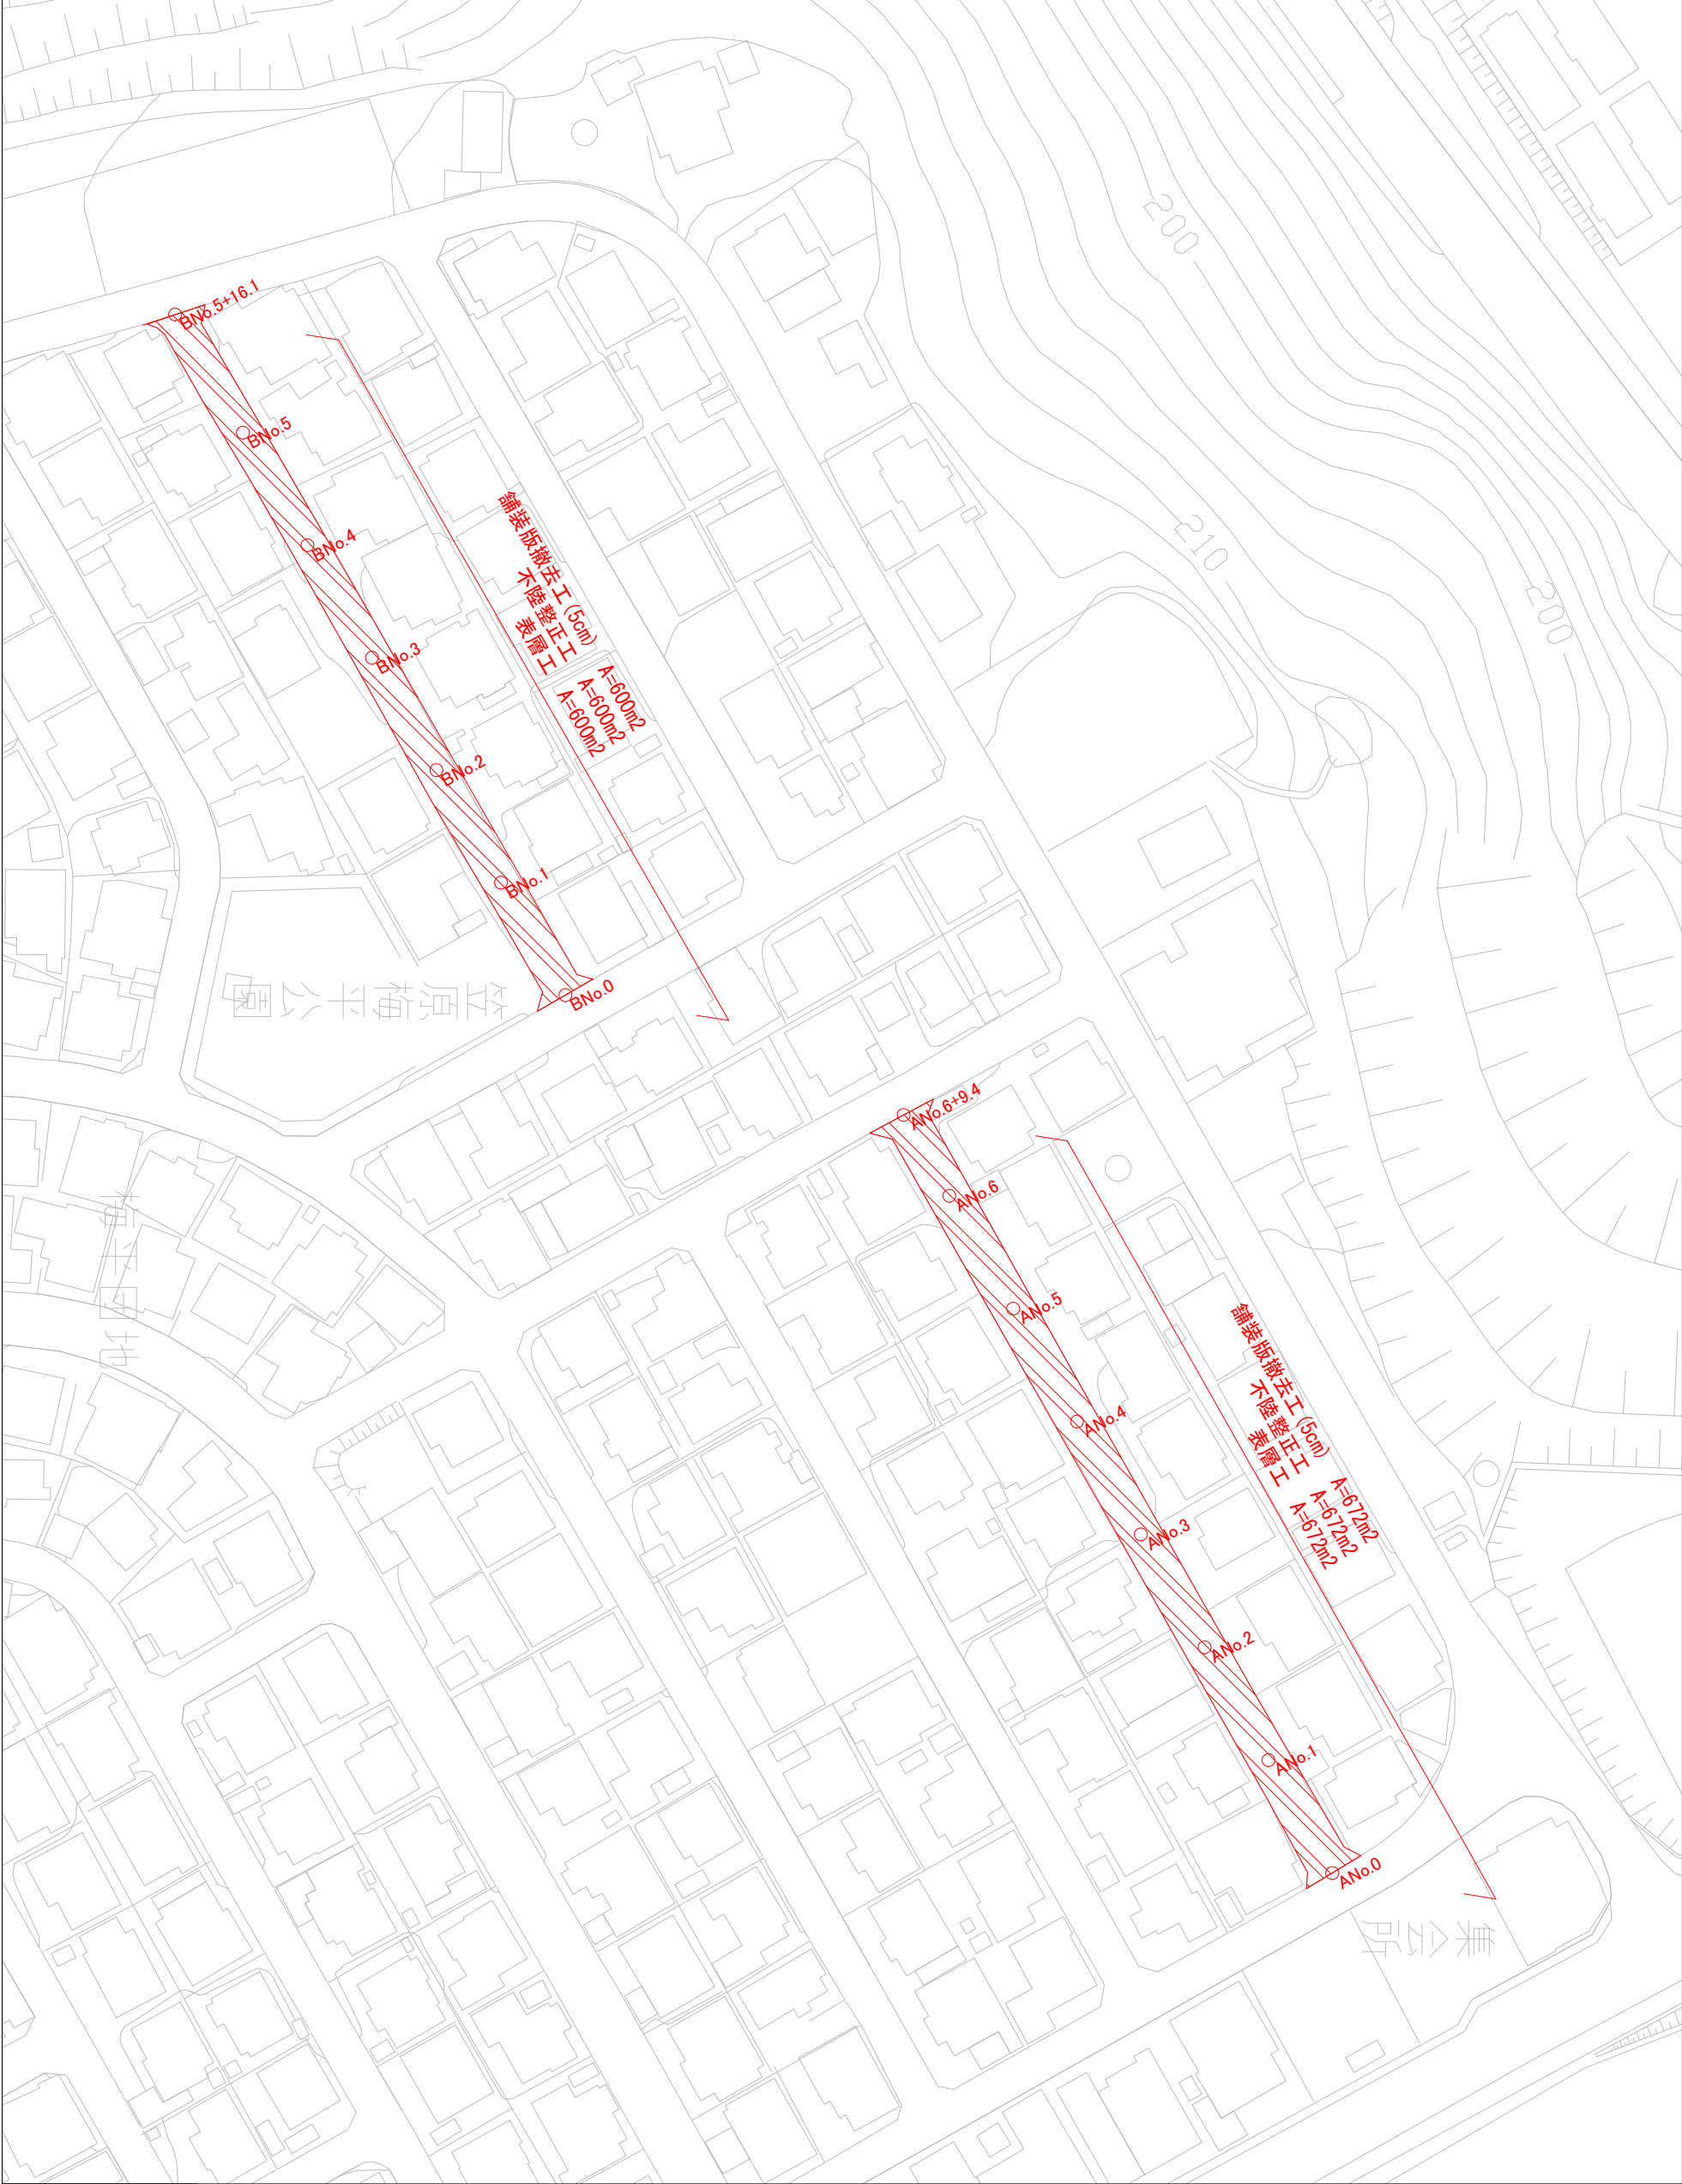 200
210
200
BNo.5+16.1
BNo.5
BNo.4
BNo.3
BNo.2
BNo.1
BNo.0
舗装版撤去工(5cm) A=600m2
不陸整正工 A=600m2
表層工 A=600m2
笠原梅平公園
梅平団地
ANo.6+9.4
ANo.6
ANo.5
ANo.4
ANo.3
ANo.2
ANo.1
ANo.0
舗装版撤去工(5cm) A=672m2
不陸整正工 A=672m2
表層工 A=672m2
集会所